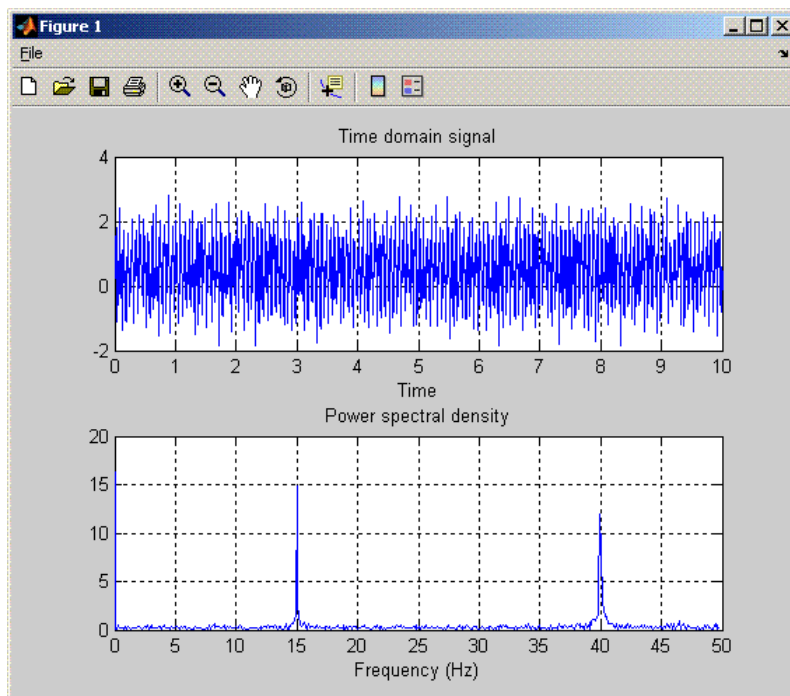 Figure 1
File
Time domain signal
4
2
0
-2
0 1 2 3 4 5 6 7 8 9 10
Time
Power spectral density
20
15
10
5
0
0 5 10 15 20 25 30 35 40 45 50
Frequency (Hz)